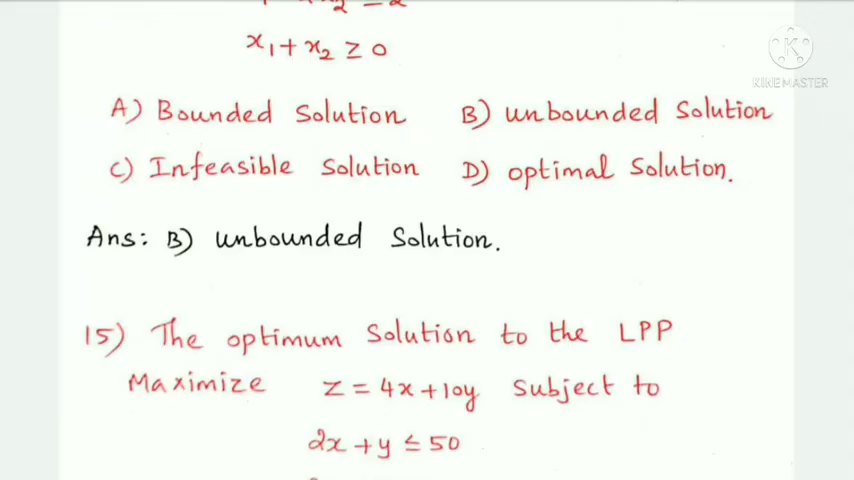 x₁ + x₂ ≥ 0
KINEMASTER
A) Bounded Solution B) unbounded Solution
C) Infeasible Solution D) optimal Solution.
Ans: B) unbounded Solution.
15) The optimum Solution to the LPP
Maximize z = 4x + 10y Subject to
2x + y ≤ 50